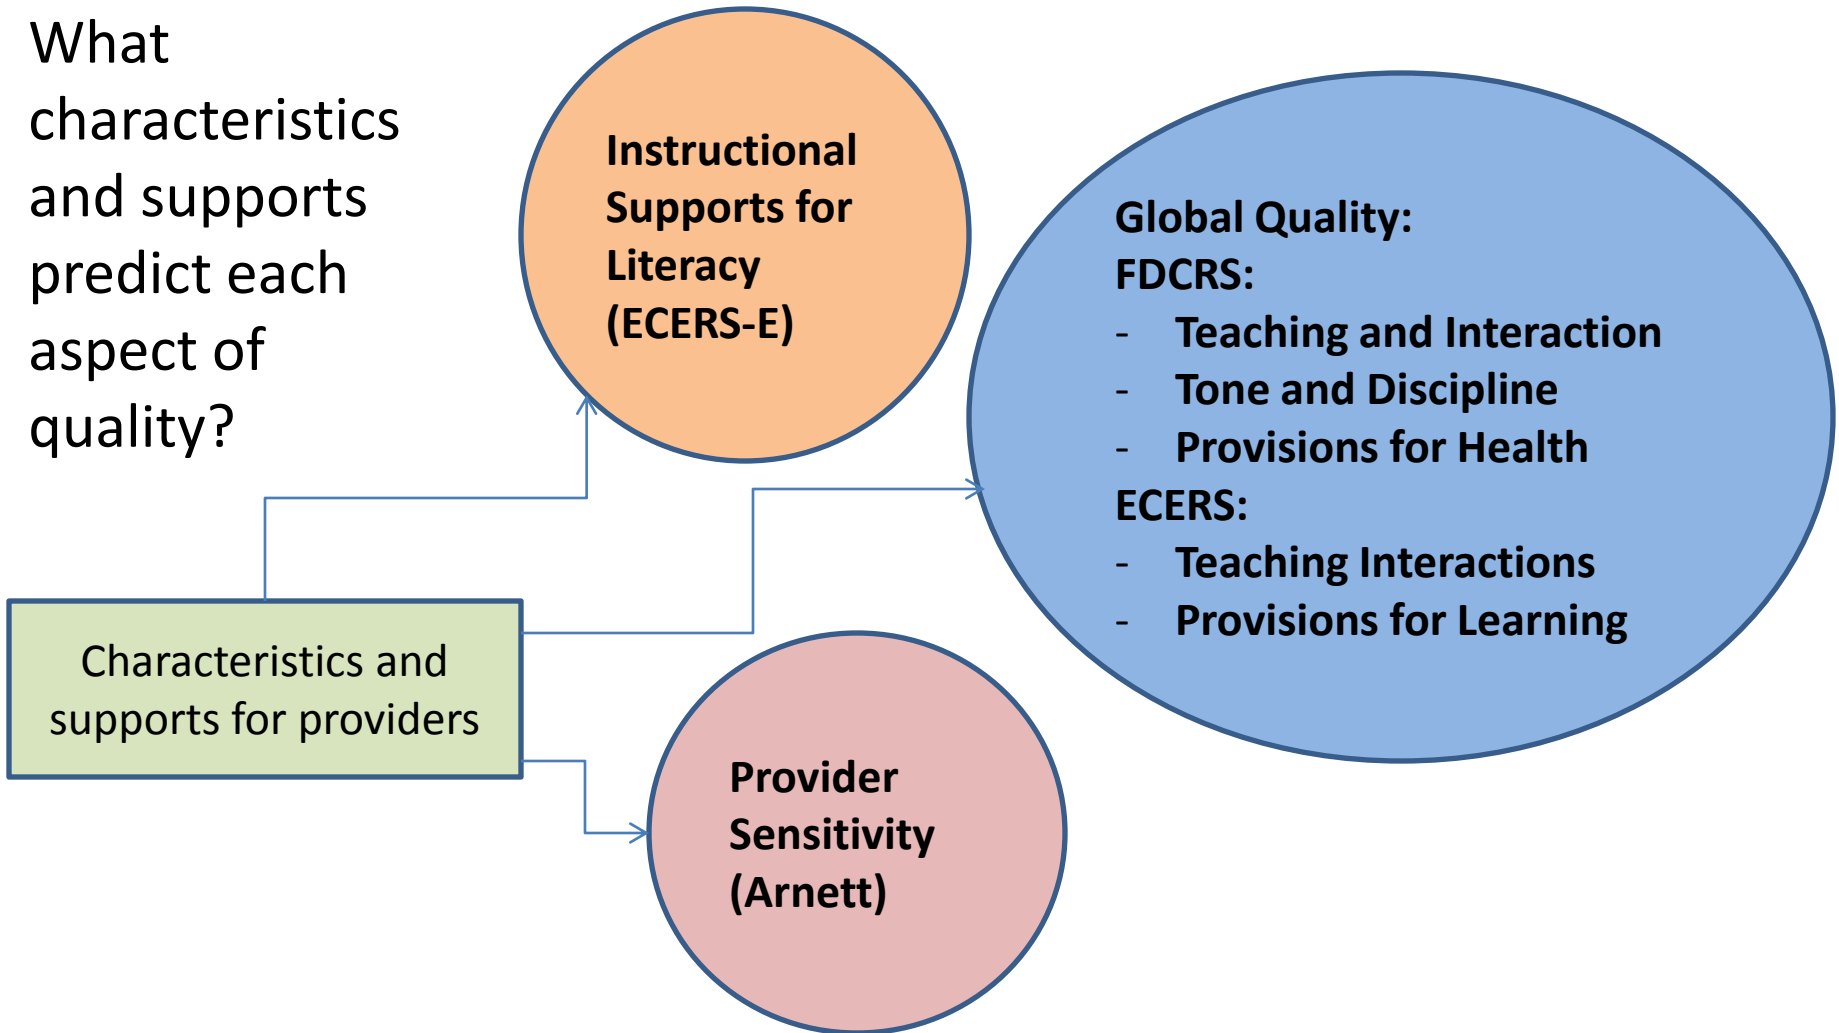 What
characteristics
and supports
predict each
aspect of
quality?
Instructional
Supports for
Literacy
(ECERS-E)
Global Quality:
FDCRS:
- Teaching and Interaction
- Tone and Discipline
- Provisions for Health
ECERS:
- Teaching Interactions
- Provisions for Learning
Characteristics and
supports for providers
Provider
Sensitivity
(Arnett)